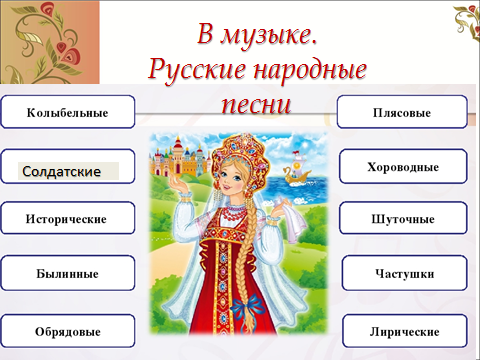 В музыке.
Русские народные
песни
Колыбельные
Солдатские
Исторические
Былинные
Обрядовые
Плясовые
Хороводные
Шуточные
Частушки
Лирические